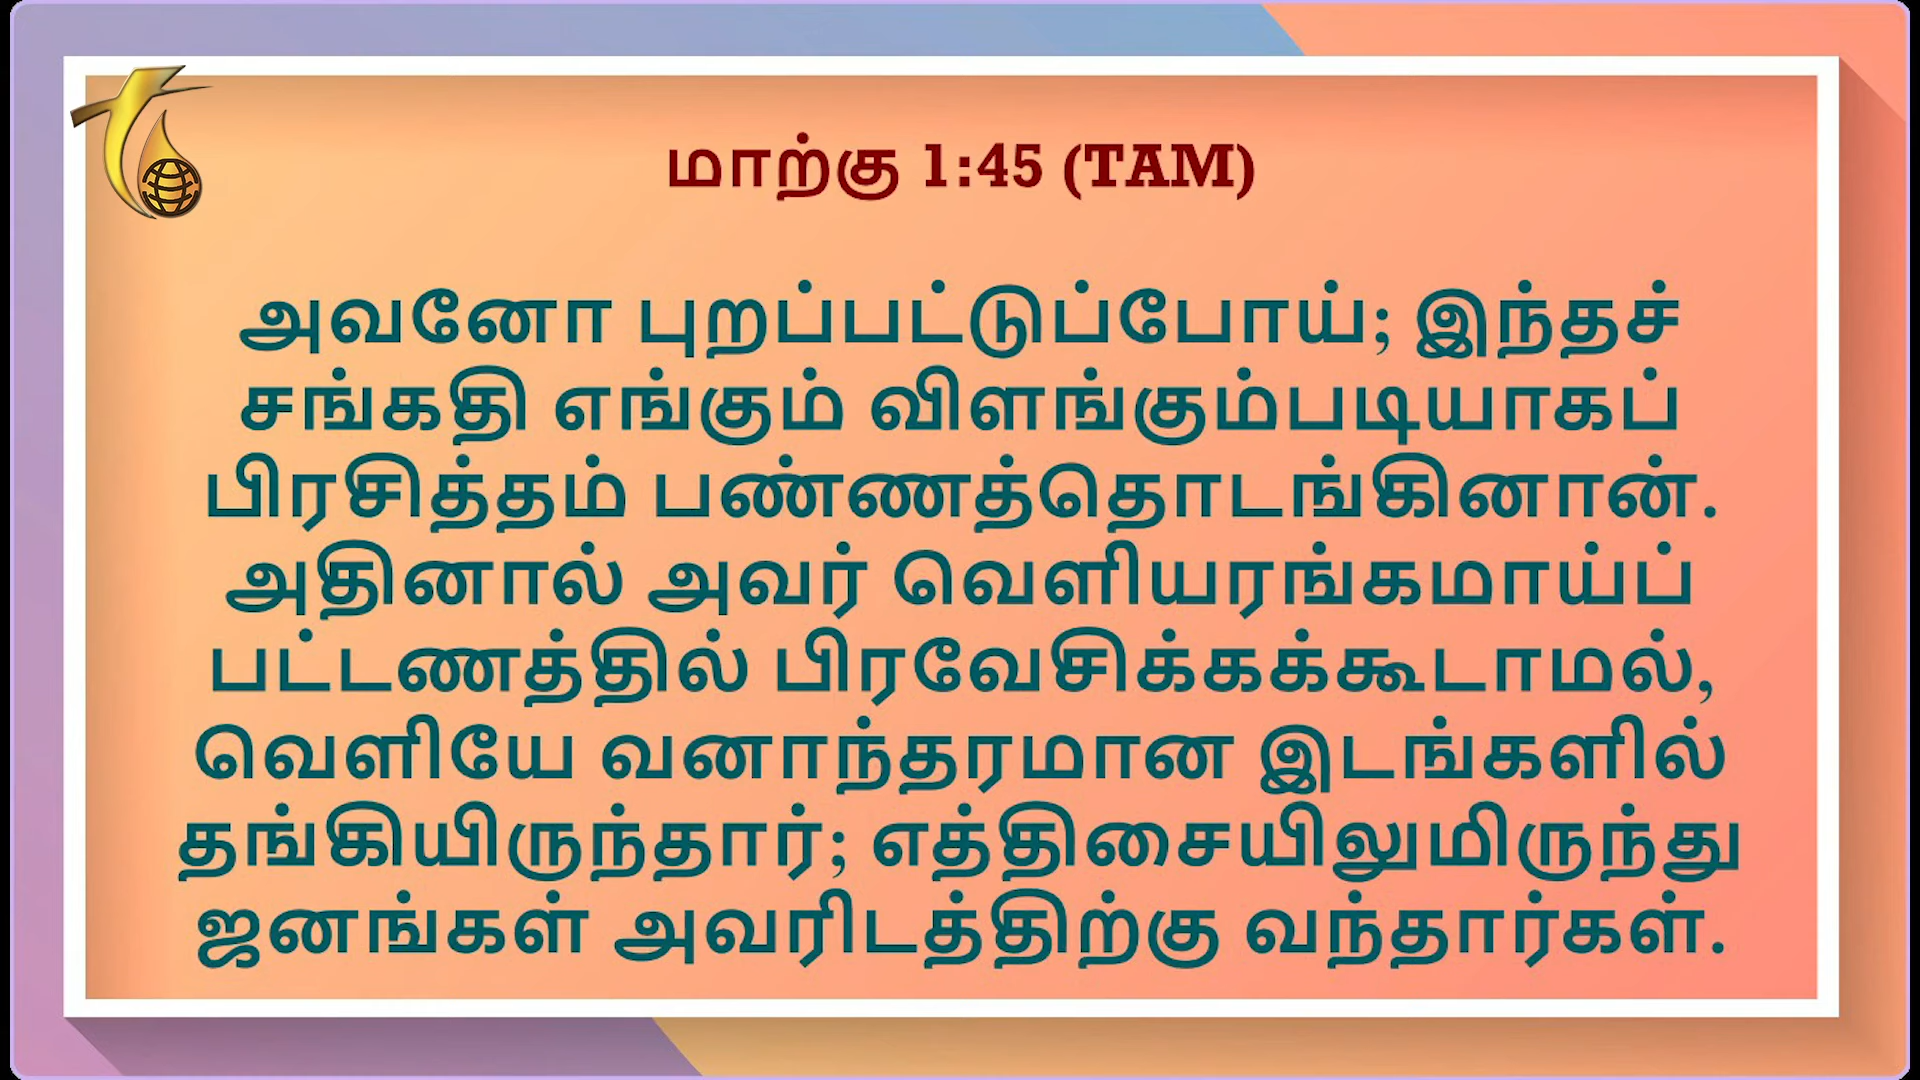 மாற்கு 1:45 (TAM)
அவனோ புறப்பட்டுப்போய்; இந்தச்
சங்கதி எங்கும் விளங்கும்படியாகப்
பிரசித்தம் பண்ணத்தொடங்கினான்.
அதினால் அவர் வெளியரங்கமாய்ப்
பட்டணத்தில் பிரவேசிக்கக்கூடாமல்,
வெளியே வனாந்தரமான இடங்களில்
தங்கியிருந்தார்; எத்திசையிலுமிருந்து
ஜனங்கள் அவரிடத்திற்கு வந்தார்கள்.